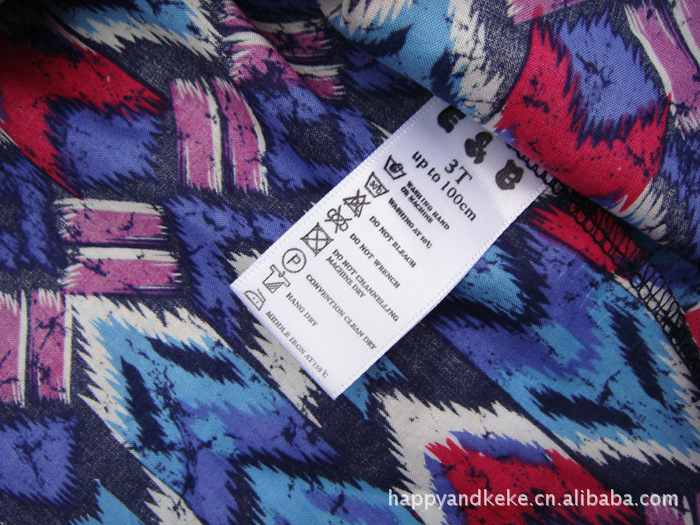 E & B
3T
up to 100cm
WASHING HAND
OR MACHINE
WASHING AT 40℃
DO NOT BLEACH
DO NOT WRENCH
DO NOT CHANNELLING
MACHINE DRY
P
CONVENTION CLEAN DRY
HANG DRY
MIDDLE IRON AT 150℃
happyandkeke.cn.alibaba.com